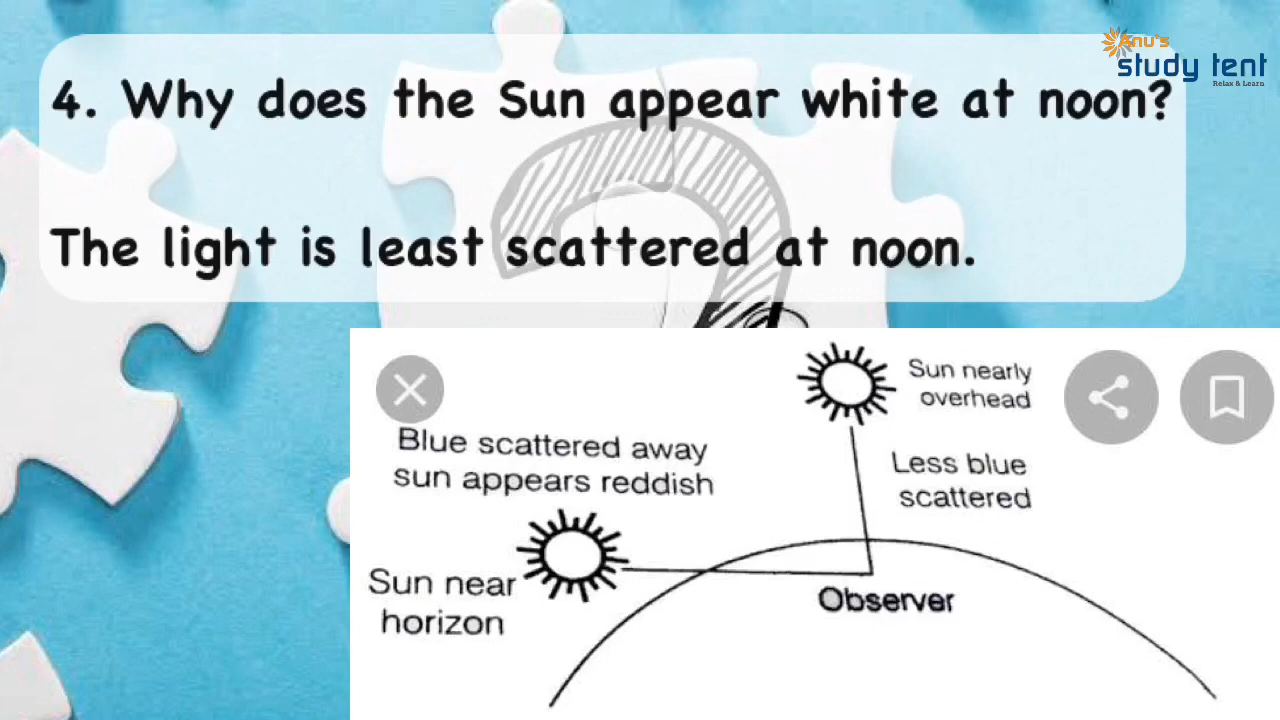 Anu's
study tent
Relax & Learn
4. Why does the Sun appear white at noon?
The light is least scattered at noon.
Sun nearly
overhead
Blue scattered away
sun appears reddish
Less blue
scattered
Sun near
horizon
Observer